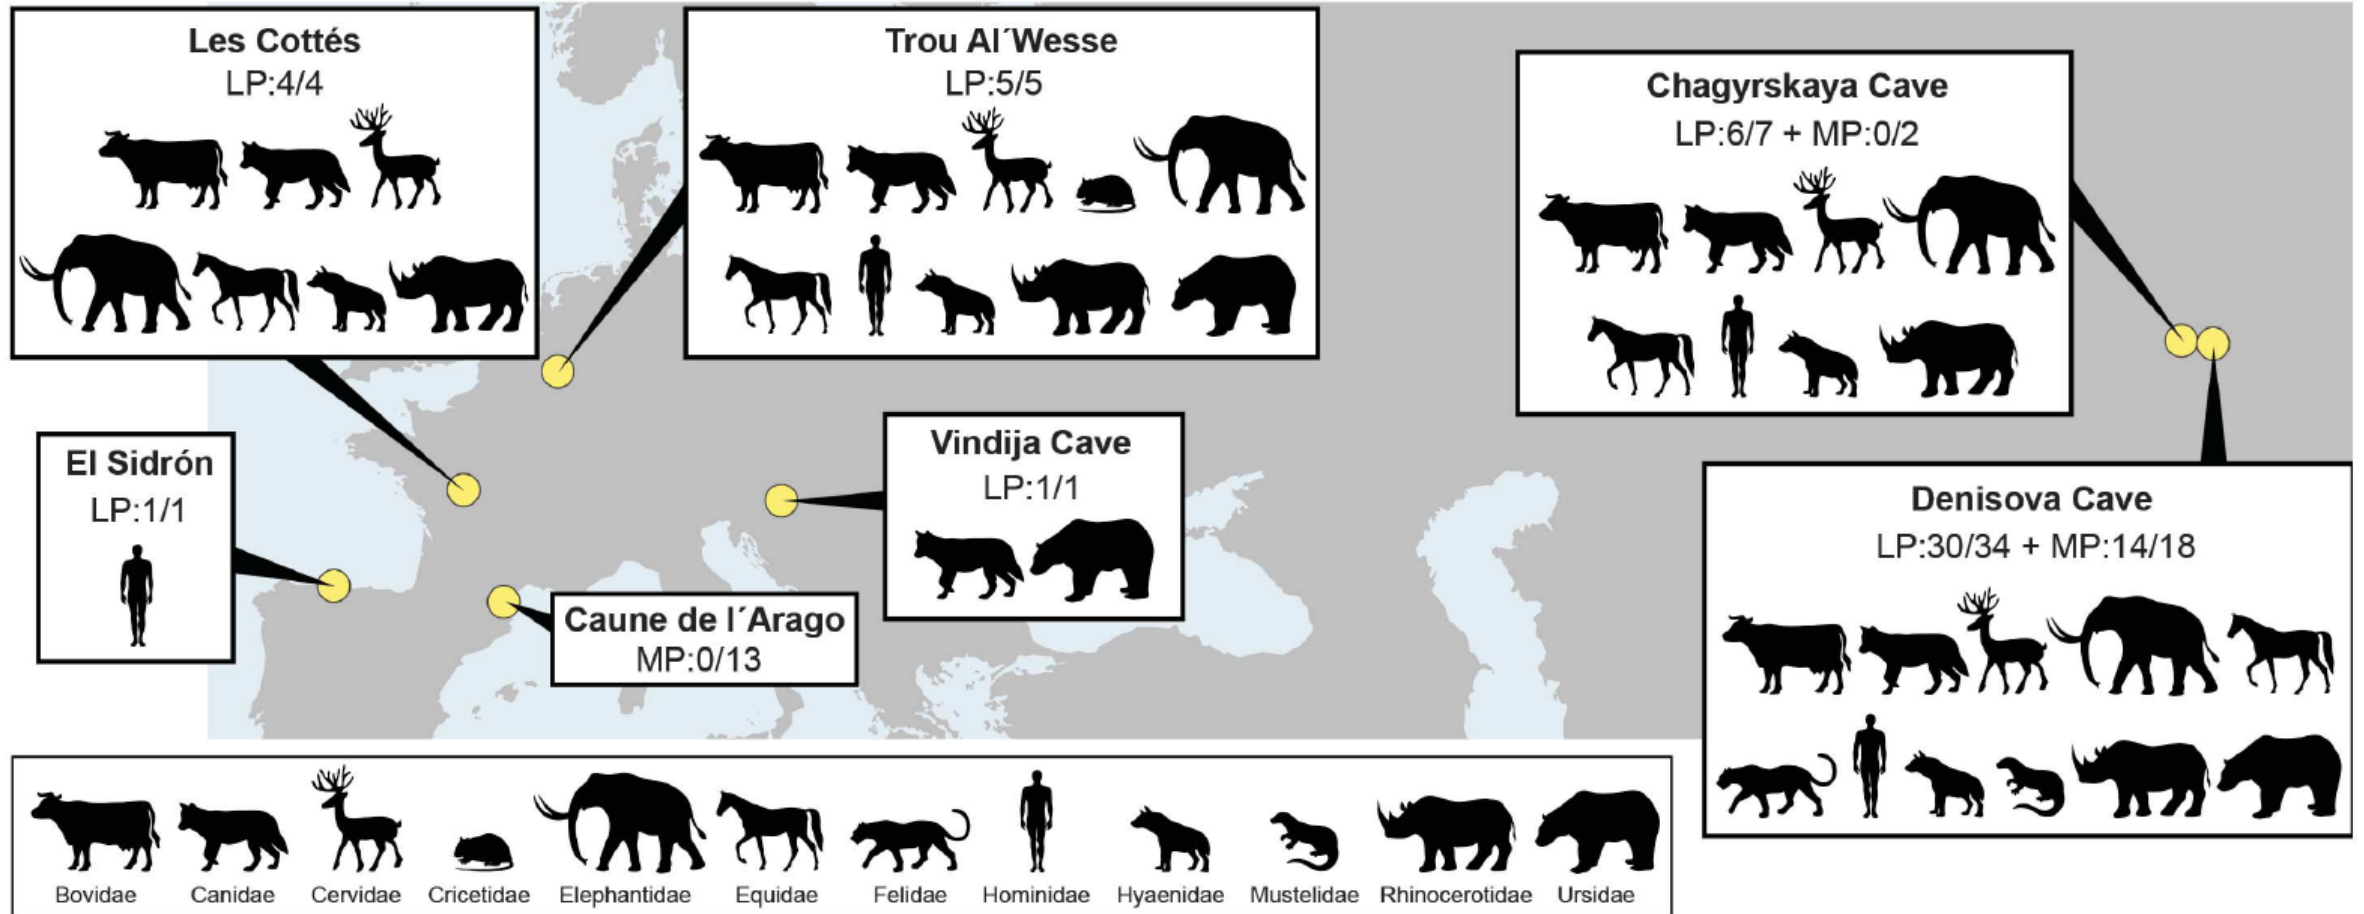 Les Cottés
LP:4/4
Trou Al´Wesse
LP:5/5
Chagyrskaya Cave
LP:6/7 + MP:0/2
El Sidrón
LP:1/1
Vindija Cave
LP:1/1
Caune de l´Arago
MP:0/13
Denisova Cave
LP:30/34 + MP:14/18
Bovidae
Canidae
Cervidae
Cricetidae
Elephantidae
Equidae
Felidae
Hominidae
Hyaenidae
Mustelidae
Rhinocerotidae
Ursidae